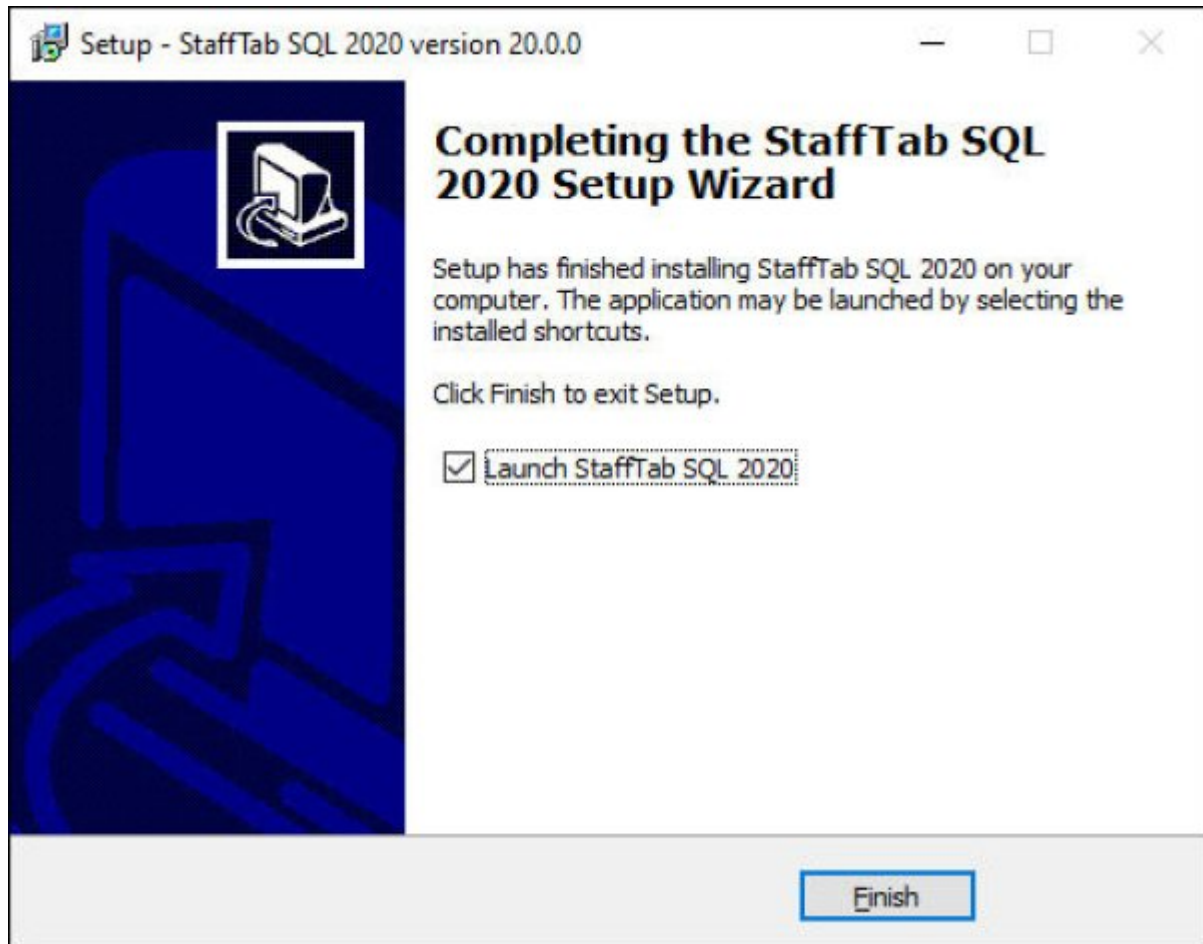 Setup - StaffTab SQL 2020 version 20.0.0
Completing the StaffTab SQL
2020 Setup Wizard
Setup has finished installing StaffTab SQL 2020 on your
computer. The application may be launched by selecting the
installed shortcuts.
Click Finish to exit Setup.
Launch StaffTab SQL 2020
Finish